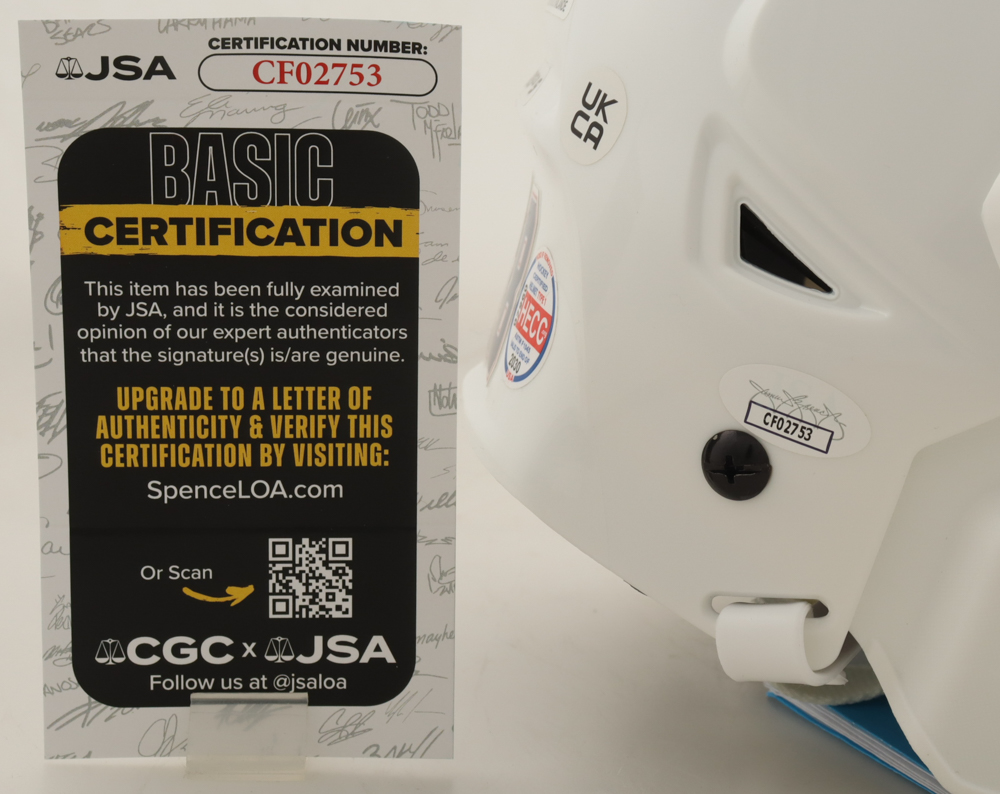 JSA
CERTIFICATION NUMBER:
CF02753
BASIC
CERTIFICATION
This item has been fully examined
by JSA, and it is the considered
opinion of our expert authenticators
that the signature(s) is/are genuine.
UPGRADE TO A LETTER OF
AUTHENTICITY & VERIFY THIS
CERTIFICATION BY VISITING:
SpenceLOA.com
Or Scan
CGC x JSA
Follow us at @jsaloa
UK
CA
HECG
2030
CF02753